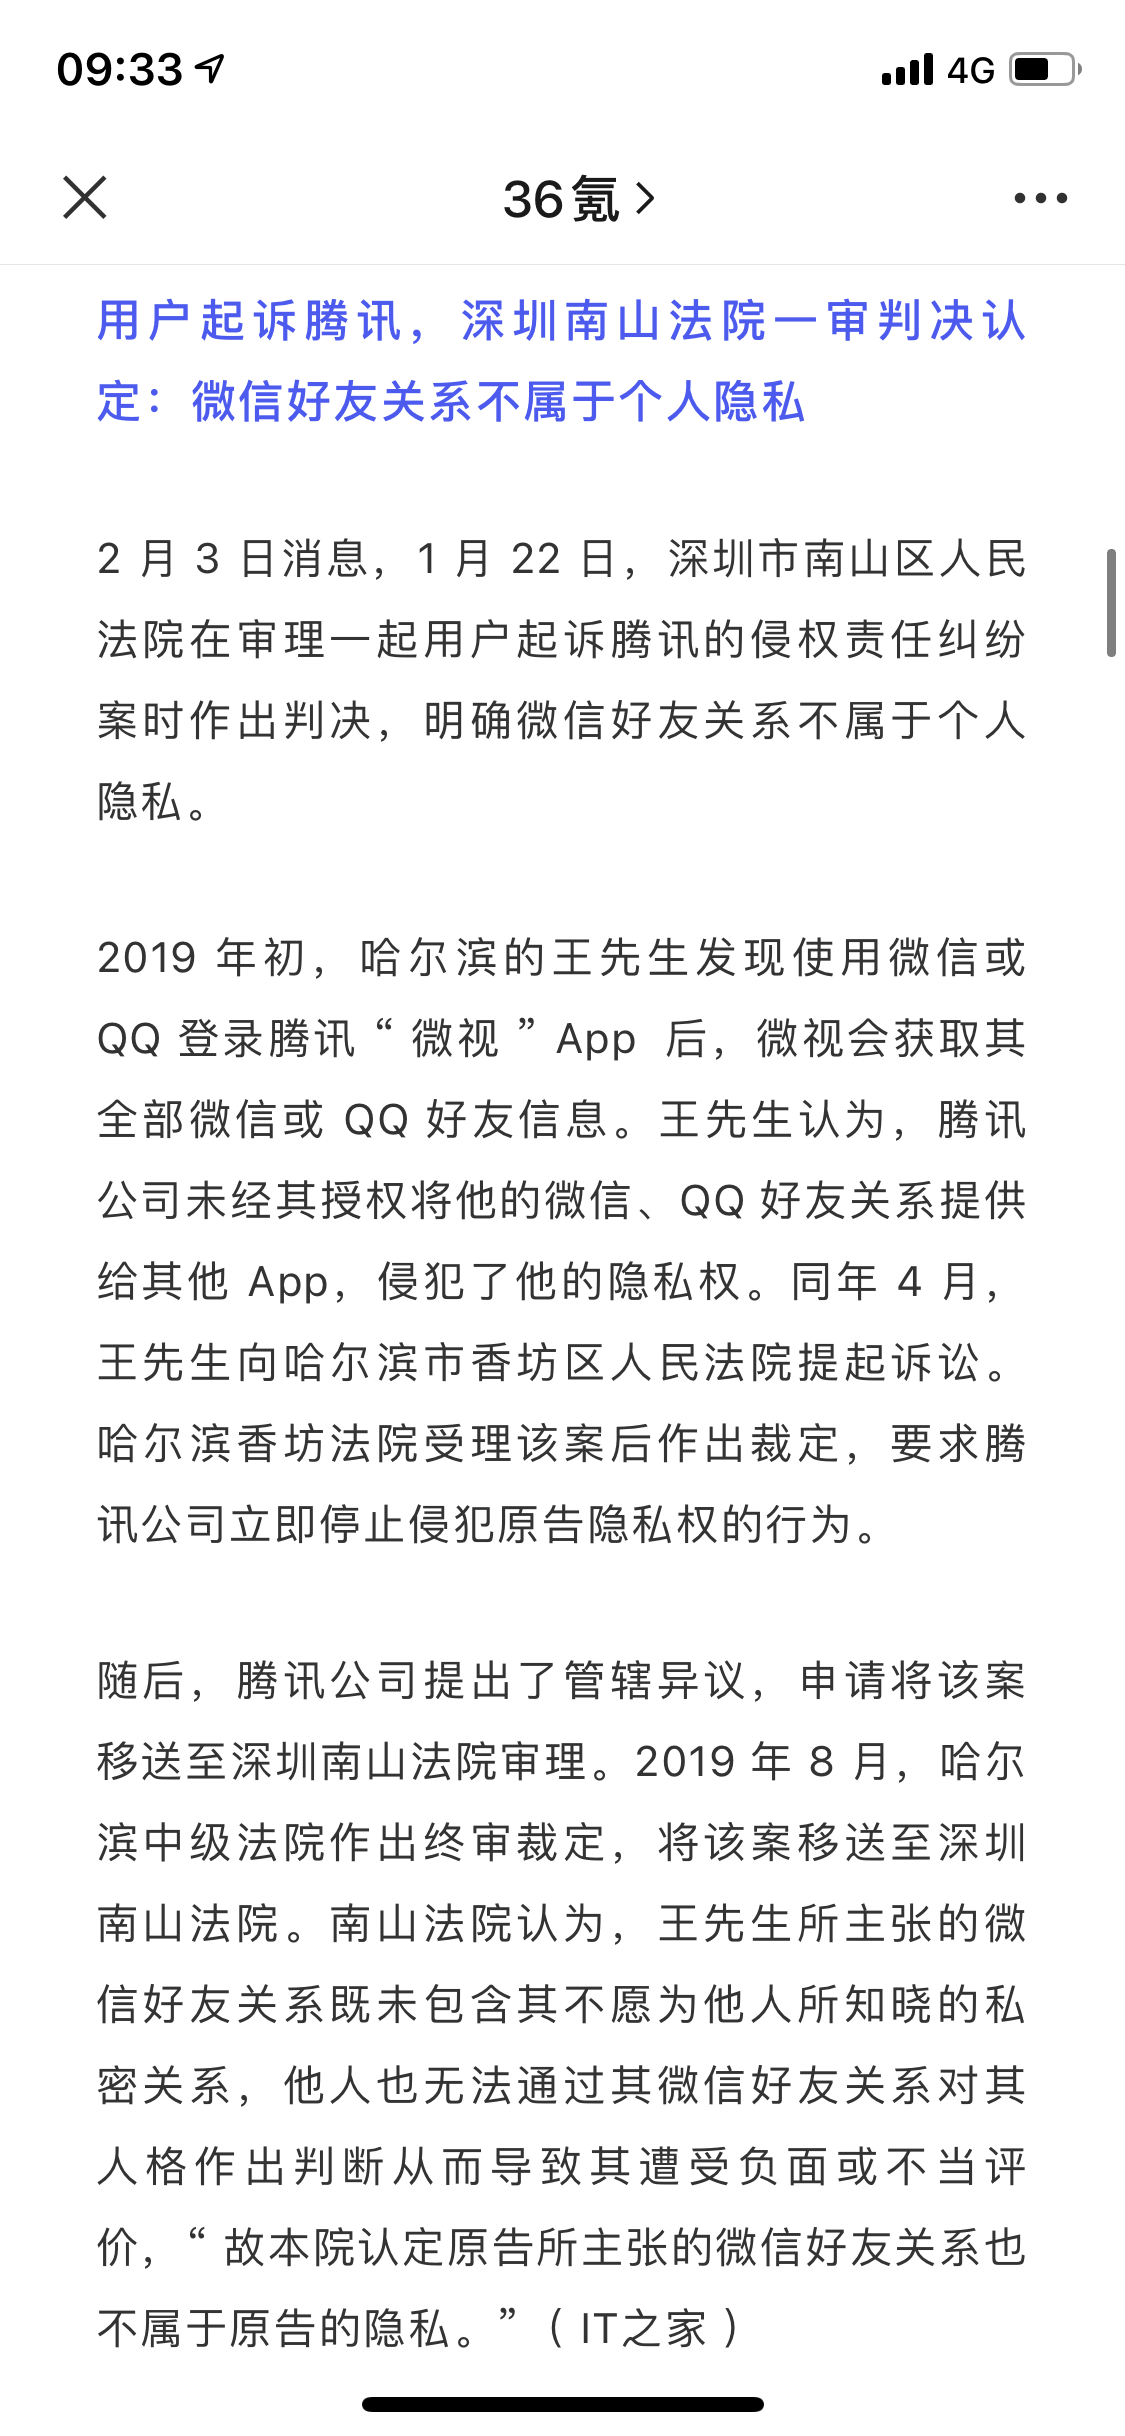 09:33
4G
36氪
用户起诉腾讯，深圳南山法院一审判决认
定：微信好友关系不属于个人隐私
2 月 3 日消息，1 月 22 日，深圳市南山区人民
法院在审理一起用户起诉腾讯的侵权责任纠纷
案时作出判决，明确微信好友关系不属于个人
隐私。
2019 年初，哈尔滨的王先生发现使用微信或
QQ 登录腾讯“ 微视 ”App 后，微视会获取其
全部微信或 QQ 好友信息。王先生认为，腾讯
公司未经其授权将他的微信、QQ 好友关系提供
给其他 App，侵犯了他的隐私权。同年 4 月，
王先生向哈尔滨市香坊区人民法院提起诉讼。
哈尔滨香坊法院受理该案后作出裁定，要求腾
讯公司立即停止侵犯原告隐私权的行为。
随后，腾讯公司提出了管辖异议，申请将该案
移送至深圳南山法院审理。2019 年 8 月，哈尔
滨中级法院作出终审裁定，将该案移送至深圳
南山法院。南山法院认为，王先生所主张的微
信好友关系既未包含其不愿为他人所知晓的私
密关系，他人也无法通过其微信好友关系对其
人格作出判断从而导致其遭受负面或不当评
价，“ 故本院认定原告所主张的微信好友关系也
不属于原告的隐私。”（ IT之家 ）